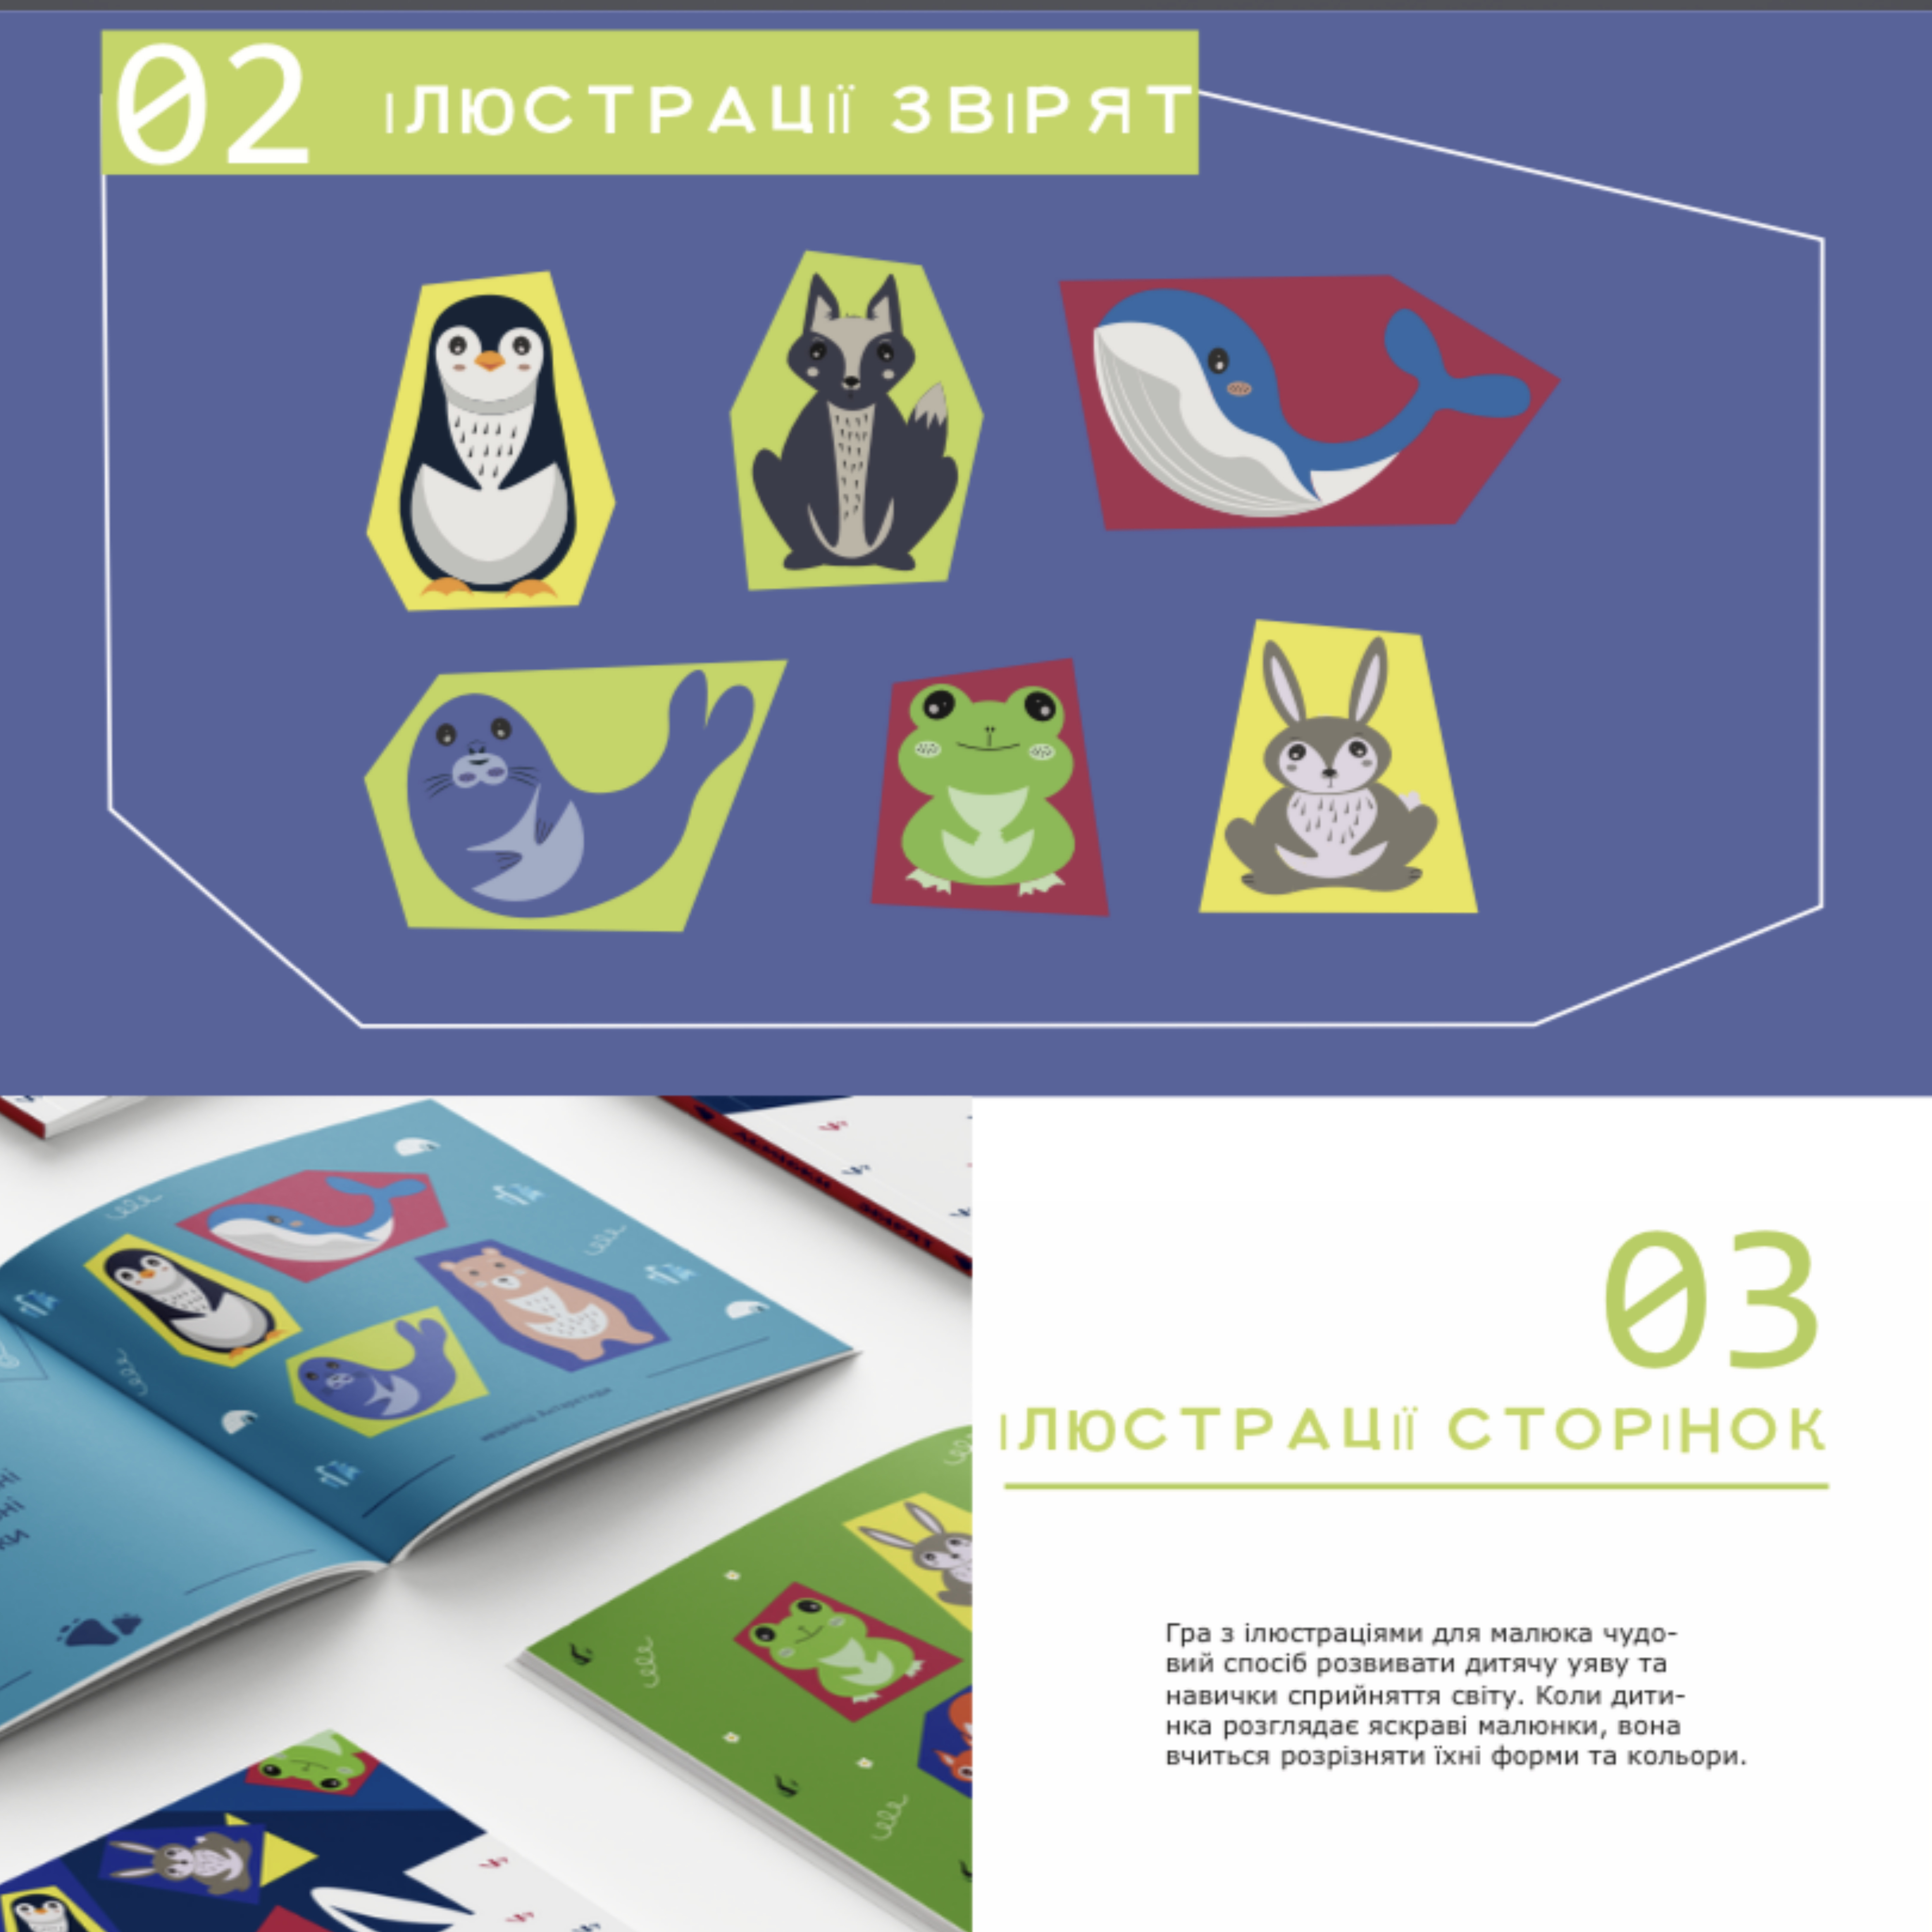 02 ІЛЮСТРАЦІЇ ЗВІРЯТ
03
ІЛЮСТРАЦІЇ СТОРІНОК
Гра з ілюстраціями для малюка чудо-
вий спосіб розвивати дитячу уяву та
навички сприйняття світу. Коли дити-
нка розглядає яскраві малюнки, вона
вчиться розрізняти їхні форми та кольори.